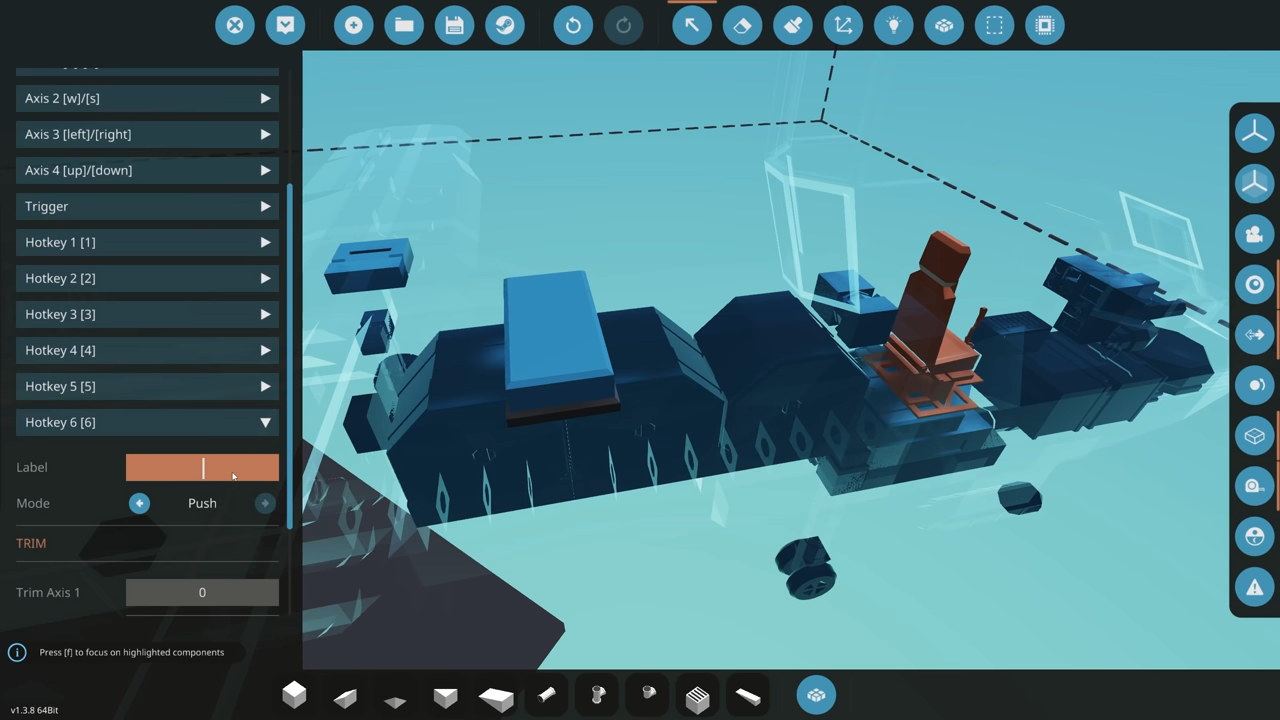 Axis 2 [w]/[s]
Axis 3 [left]/[right]
Axis 4 [up]/[down]
Trigger
Hotkey 1 [1]
Hotkey 2 [2]
Hotkey 3 [3]
Hotkey 4 [4]
Hotkey 5 [5]
Hotkey 6 [6]
Label
Mode Push
TRIM
Trim Axis 1 0
Press [f] to focus on highlighted components
v1.3.8 64Bit